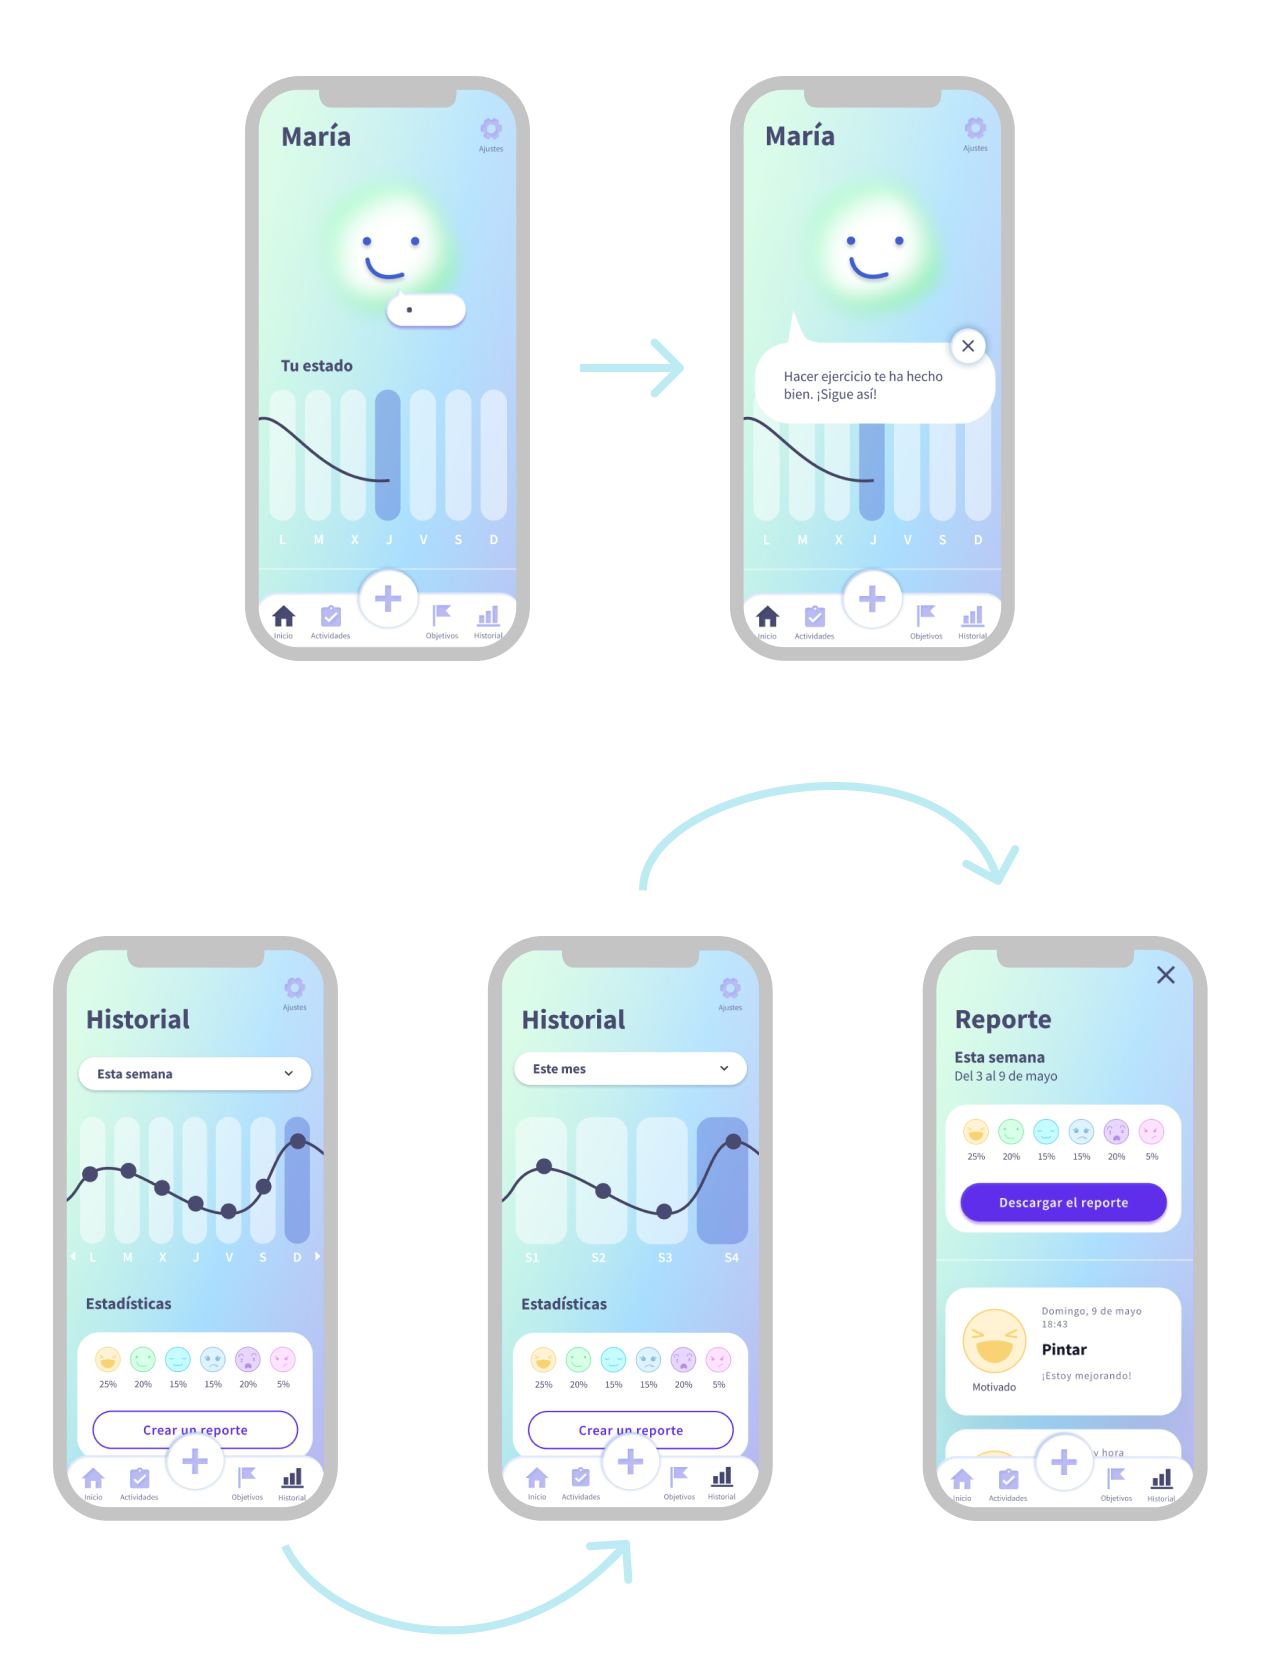 María
Ajustes
Tu estado
L M X J V S D
Inicio Actividades Objetivos Historial
María
Ajustes
Hacer ejercicio te ha hecho
bien. ¡Sigue así!
L M X J V S D
Inicio Actividades Objetivos Historial
Historial
Ajustes
Esta semana
L M X J V S D
Estadísticas
25% 20% 15% 15% 20% 5%
Crear un reporte
Inicio Actividades Objetivos Historial
Historial
Ajustes
Este mes
S1 S2 S3 S4
Estadísticas
25% 20% 15% 15% 20% 5%
Crear un reporte
Inicio Actividades Objetivos Historial
Reporte
Esta semana
Del 3 al 9 de mayo
25% 20% 15% 15% 20% 5%
Descargar el reporte
Domingo, 9 de mayo
18:43
Pintar
¡Estoy mejorando!
Motivado
y hora
Inicio Actividades Objetivos Historial